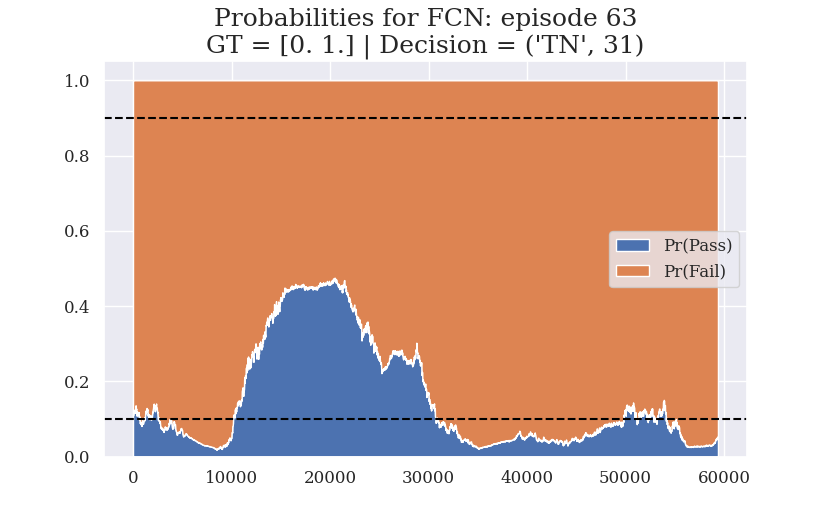 Probabilities for FCN: episode 63
GT = [0. 1.] | Decision = ('TN', 31)
1.0
0.8
0.6
0.4
0.2
0.0
Pr(Pass)
Pr(Fail)
0 10000 20000 30000 40000 50000 60000